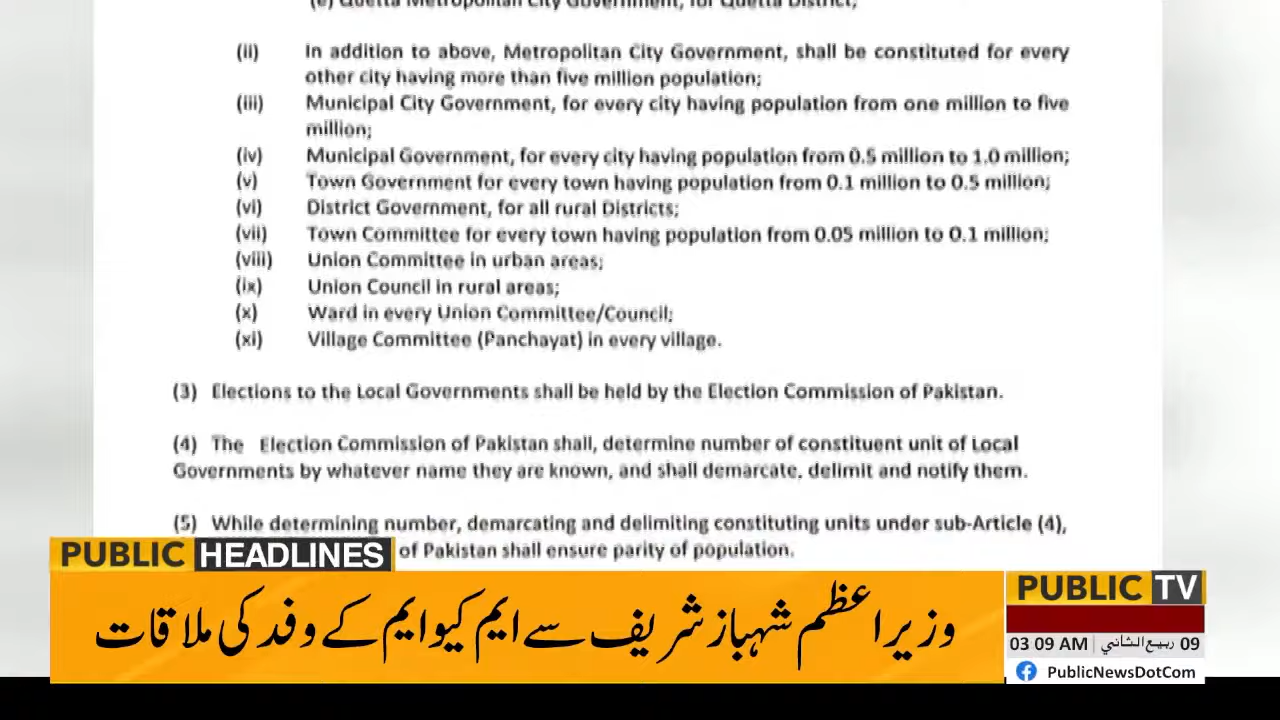 (e) Quetta Metropolitan City Government, for Quetta District;
(ii) In addition to above, Metropolitan City Government, shall be constituted for every
other city having more than five million population;
(iii) Municipal City Government, for every city having population from one million to five
million;
(iv) Municipal Government, for every city having population from 0.5 million to 1.0 million;
(v) Town Government for every town having population from 0.1 million to 0.5 million;
(vi) District Government, for all rural Districts;
(vii) Town Committee for every town having population from 0.05 million to 0.1 million;
(viii) Union Committee in urban areas;
(ix) Union Council in rural areas;
(x) Ward in every Union Committee/Council;
(xi) Village Committee (Panchayat) in every village.
(3) Elections to the Local Governments shall be held by the Election Commission of Pakistan.
(4) The Election Commission of Pakistan shall, determine number of constituent unit of Local
Governments by whatever name they are known, and shall demarcate, delimit and notify them.
(5) While determining number, demarcating and delimiting constituting units under sub-Article (4),
of Pakistan shall ensure parity of population.
PUBLIC HEADLINES
وزیراعظم شہباز شریف سے ایم کیو ایم کے وفد کی ملاقات
PUBLIC TV
03:09 AM ربیع الثانی 09
PublicNewsDotCom